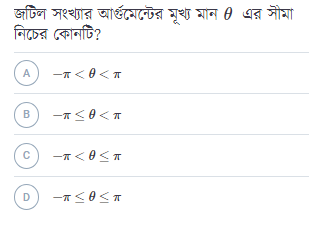 জটিল সংখ্যার আর্গুমেন্টের মূখ্য মান θ এর সীমা
নিচের কোনটি?
A −π < θ < π
B −π ≤ θ < π
C −π < θ ≤ π
D −π ≤ θ ≤ π